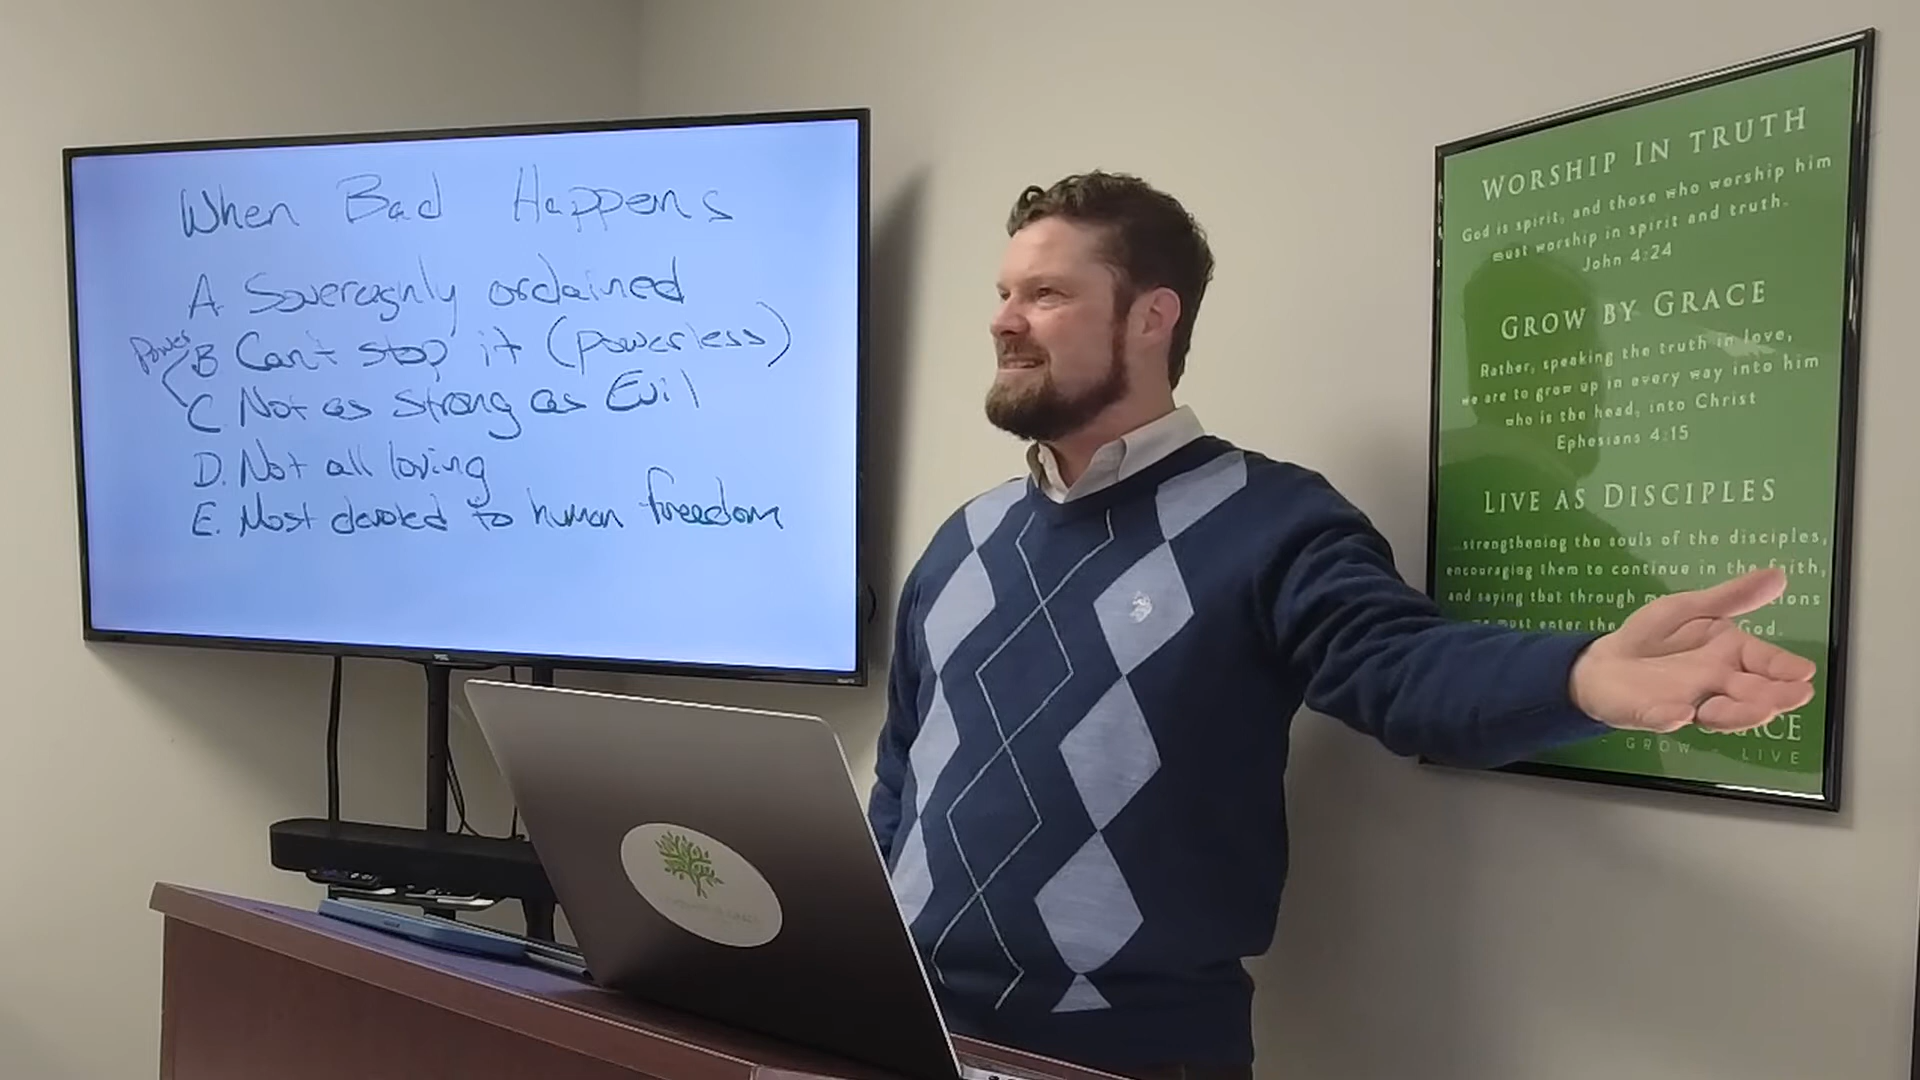 When Bad Happens
A. Sovereignly ordained
Power
B Can't stop it (powerless)
C. Not as strong as Evil
D. Not all loving
E. Most devoted to human freedom
WORSHIP IN TRUTH
God is spirit, and those who worship him
must worship in spirit and truth.
John 4:24
GROW BY GRACE
Rather, speaking the truth in love,
we are to grow up in every way into him
who is the head, into Christ
Ephesians 4:15
LIVE AS DISCIPLES
...strengthening the souls of the disciples,
encouraging them to continue in the faith,
and saying that through
must enter the God.
GROW - LIVE